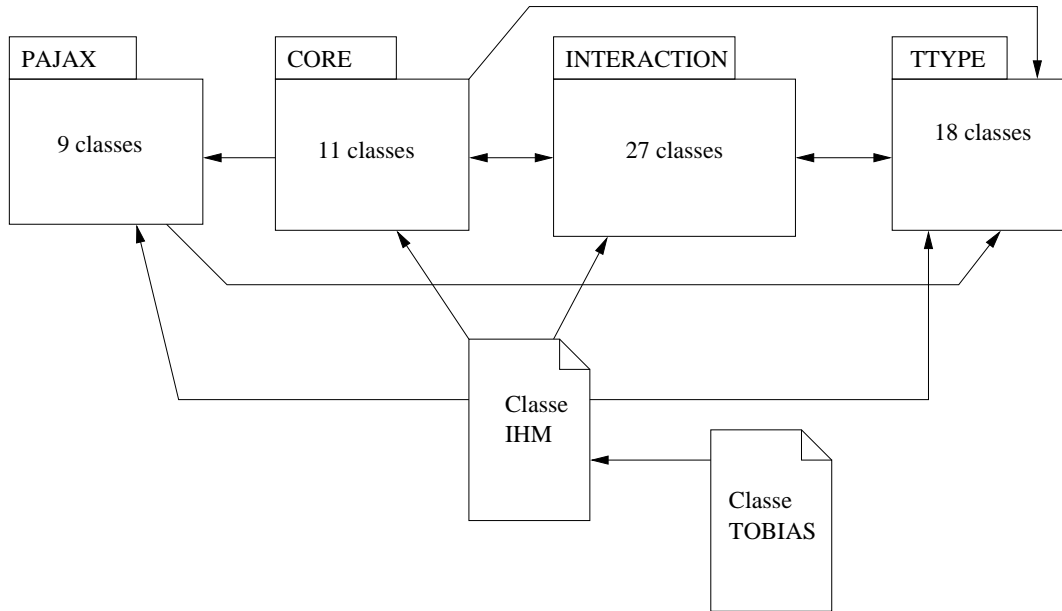 PAJAX
CORE
INTERACTION
TTYPE
9 classes
11 classes
27 classes
18 classes
Classe
IHM
Classe
TOBIAS